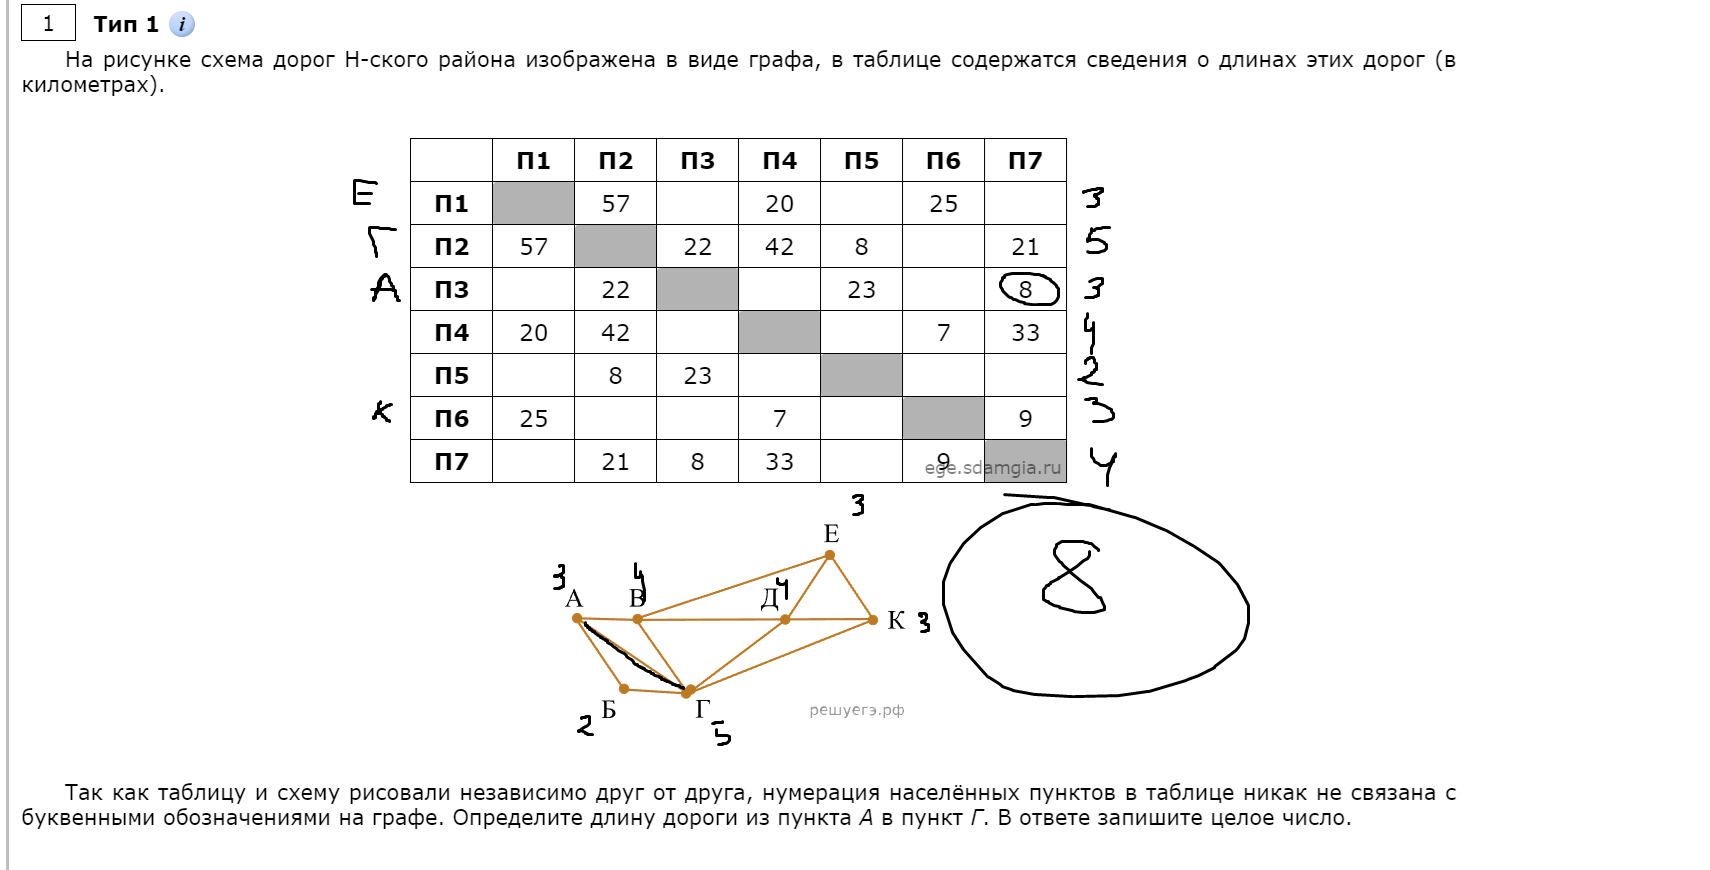 1 Тип 1 i
На рисунке схема дорог Н-ского района изображена в виде графа, в таблице содержатся сведения о длинах этих дорог (в
километрах).
П1 П2 П3 П4 П5 П6 П7
Е П1 57 20 25 3
Г П2 57 22 42 8 21 5
А П3 22 23 8 3
П4 20 42 7 33 4
П5 8 23 2
К П6 25 7 9 3
П7 21 8 33 9 4
ege.sdamgia.ru
3
Е
8
3 4 4
А В Д К 3
Б Г
2 5
решуегэ.рф
Так как таблицу и схему рисовали независимо друг от друга, нумерация населённых пунктов в таблице никак не связана с
буквенными обозначениями на графе. Определите длину дороги из пункта А в пункт Г. В ответе запишите целое число.